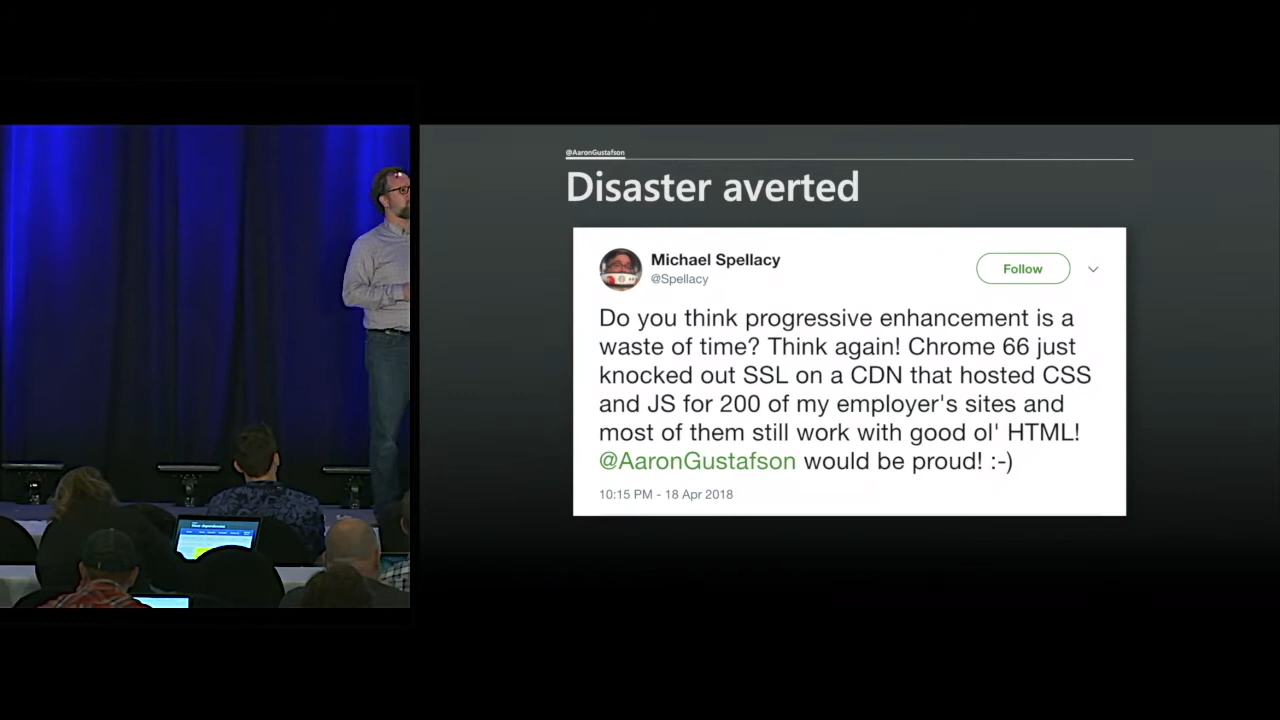 @AaronGustafson
Disaster averted
Michael Spellacy
@Spellacy
Follow
Do you think progressive enhancement is a
waste of time? Think again! Chrome 66 just
knocked out SSL on a CDN that hosted CSS
and JS for 200 of my employer's sites and
most of them still work with good ol' HTML!
@AaronGustafson would be proud! :-)
10:15 PM - 18 Apr 2018